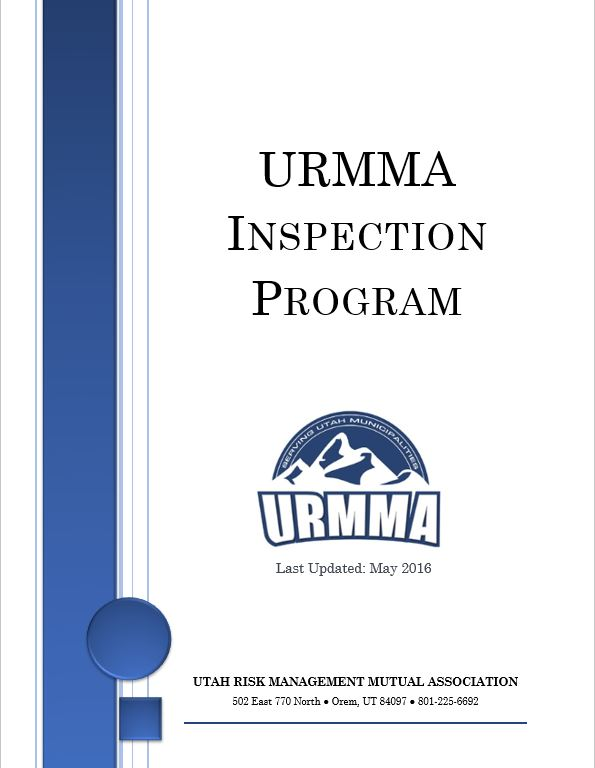 URMMA
INSPECTION
PROGRAM
SERVING UTAH MUNICIPALITIES
URMMA
Last Updated: May 2016
UTAH RISK MANAGEMENT MUTUAL ASSOCIATION
502 East 770 North ● Orem, UT 84097 ● 801-225-6692